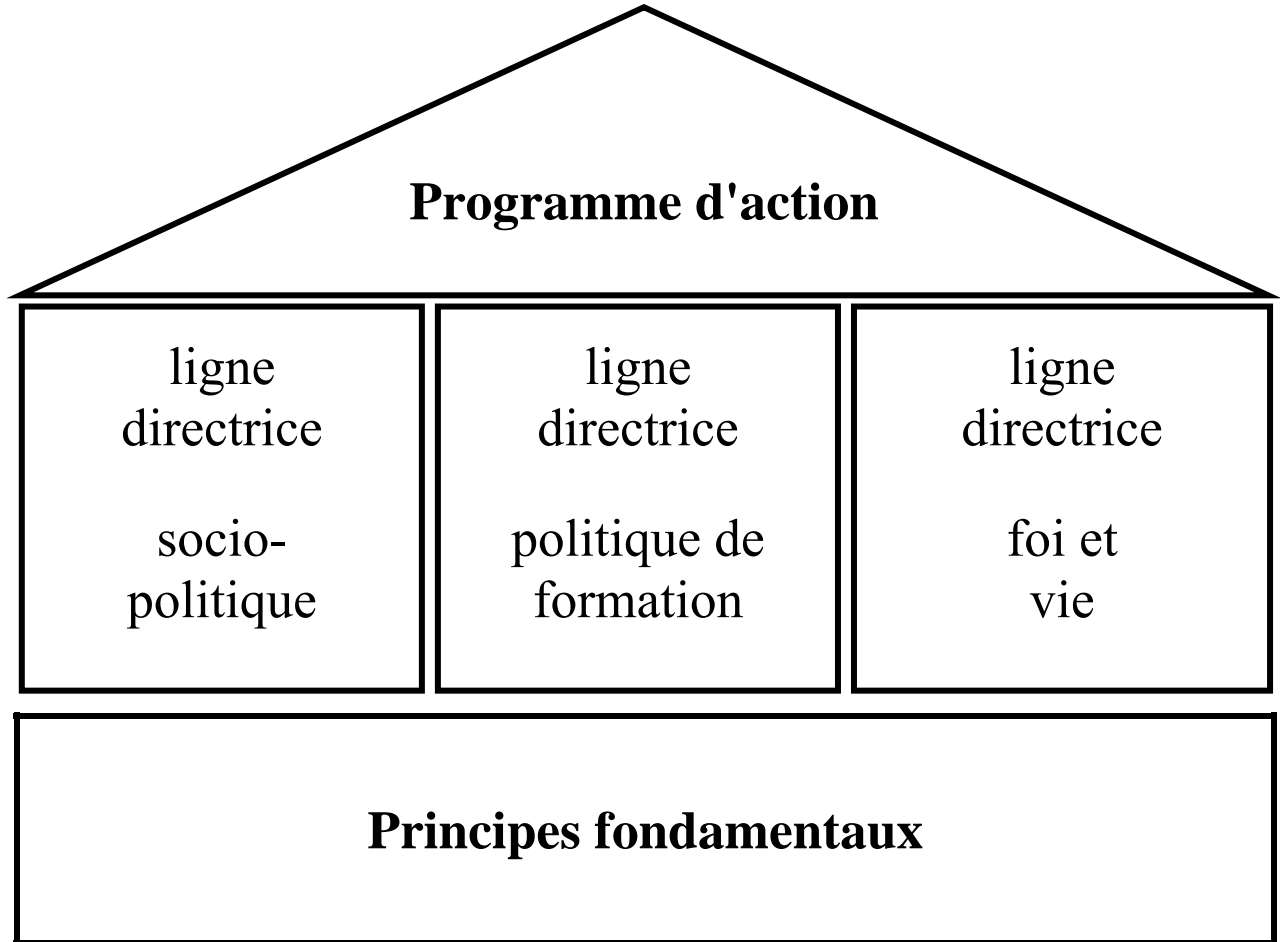 Programme d'action
ligne
directrice
socio-
politique
ligne
directrice
politique de
formation
ligne
directrice
foi et
vie
Principes fondamentaux